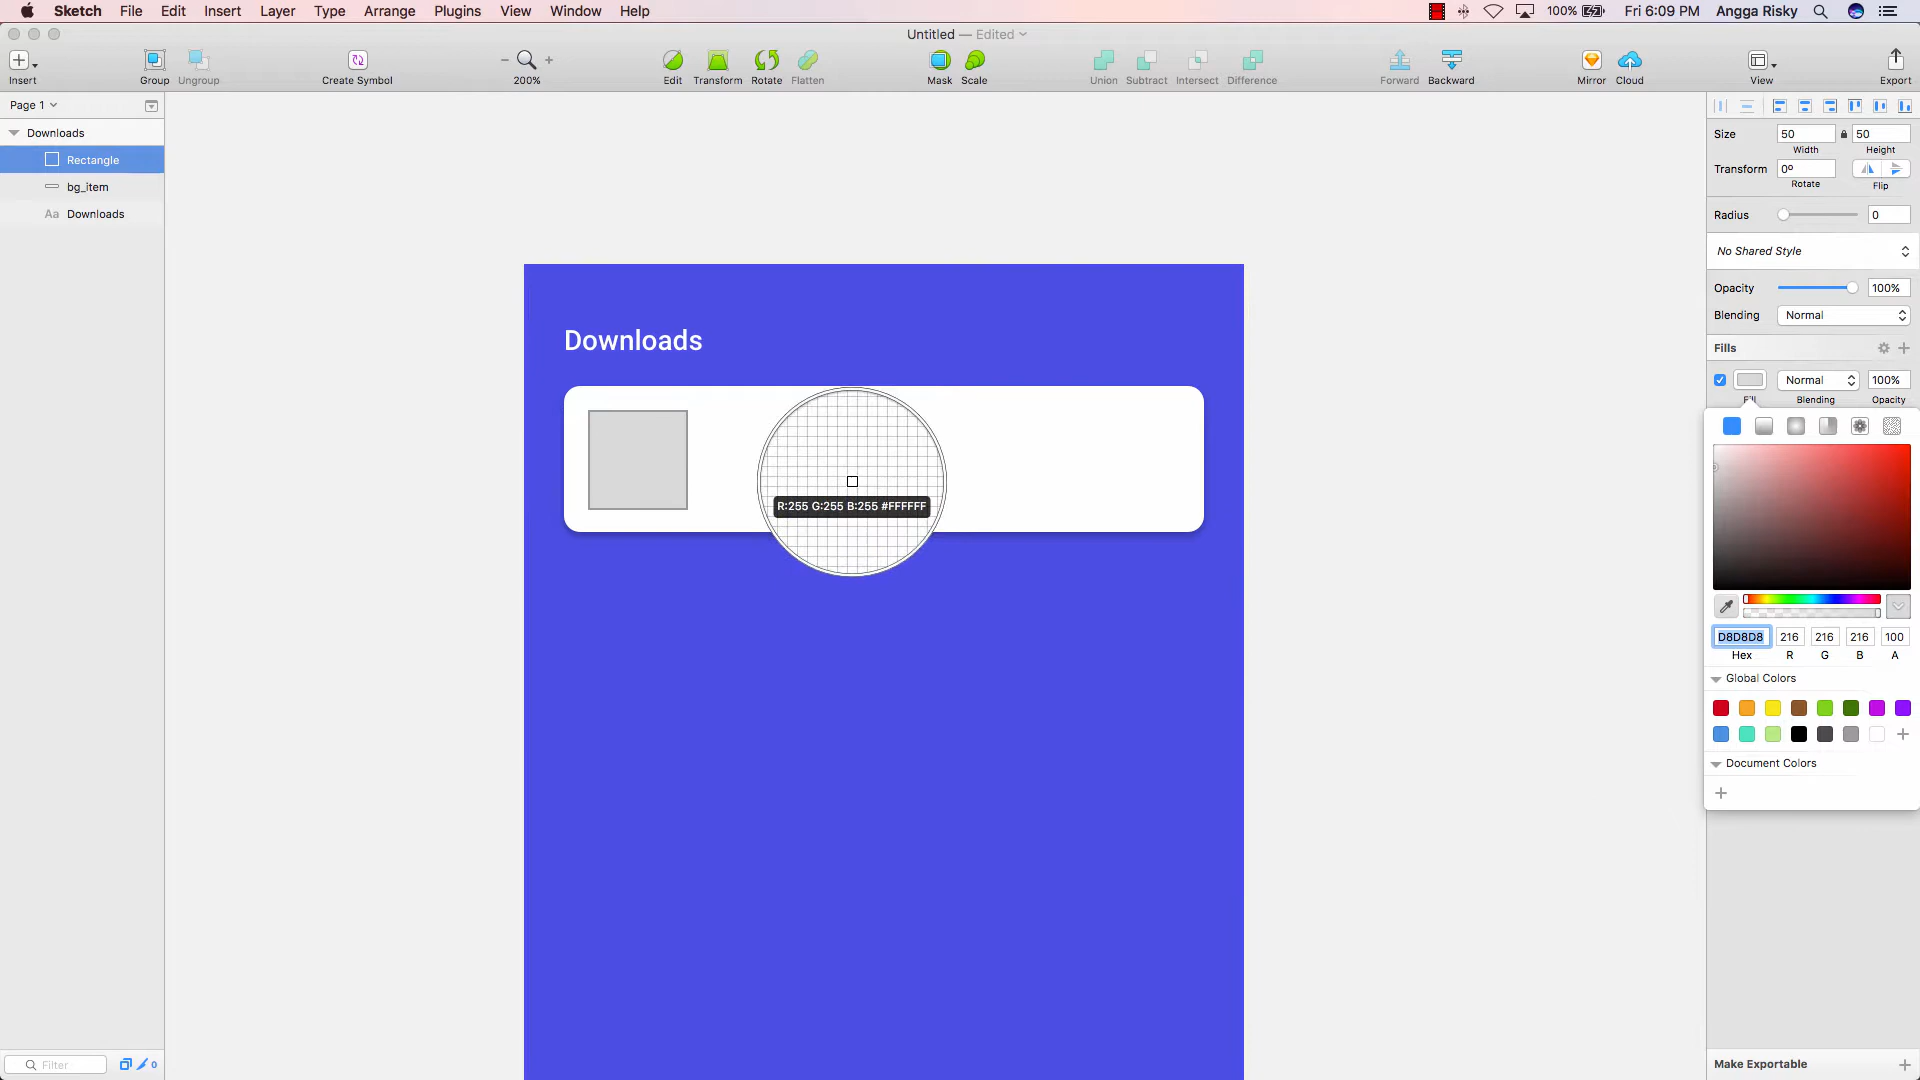 Sketch File Edit Insert Layer Type Arrange Plugins View Window Help 100% Fri 6:09 PM Angga Risky
Untitled — Edited
Insert Group Ungroup Create Symbol 200% Edit Transform Rotate Flatten Mask Scale Union Subtract Intersect Difference Forward Backward Mirror Cloud View Export
Page 1
Downloads
Rectangle
bg_item
Aa Downloads
Filter
0
Downloads
R:255 G:255 B:255 #FFFFFF
Size 50 50
Width Height
Transform 0º
Rotate Flip
Radius 0
No Shared Style
Opacity 100%
Blending Normal
Fills
Normal 100%
Fill Blending Opacity
D8D8D8 216 216 216 100
Hex R G B A
Global Colors
Document Colors
Make Exportable